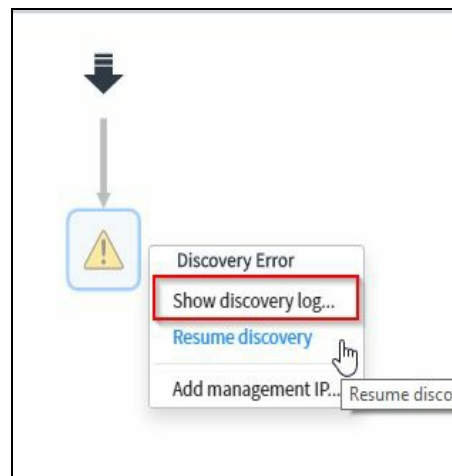 Discovery Error
Show discovery log...
Resume discovery
Add management IP...
Resume disco